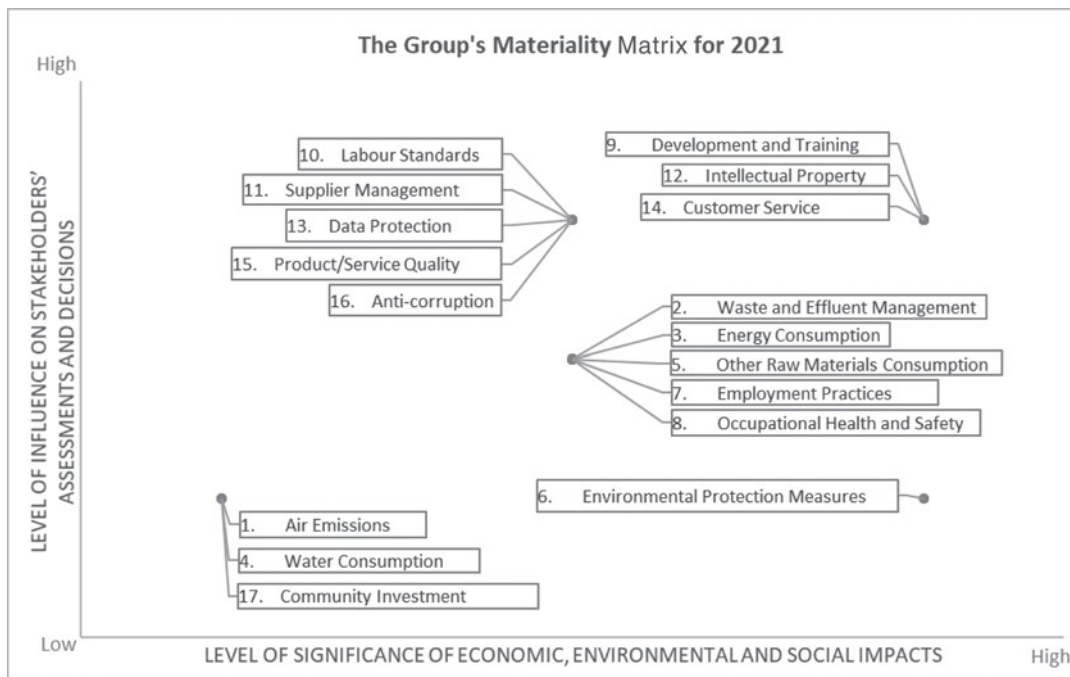 The Group's Materiality Matrix for 2021
High
LEVEL OF INFLUENCE ON STAKEHOLDERS'
ASSESSMENTS AND DECISIONS
10. Labour Standards
11. Supplier Management
13. Data Protection
15. Product/Service Quality
16. Anti-corruption
9. Development and Training
12. Intellectual Property
14. Customer Service
2. Waste and Effluent Management
3. Energy Consumption
5. Other Raw Materials Consumption
7. Employment Practices
8. Occupational Health and Safety
6. Environmental Protection Measures
1. Air Emissions
4. Water Consumption
17. Community Investment
Low
LEVEL OF SIGNIFICANCE OF ECONOMIC, ENVIRONMENTAL AND SOCIAL IMPACTS
High